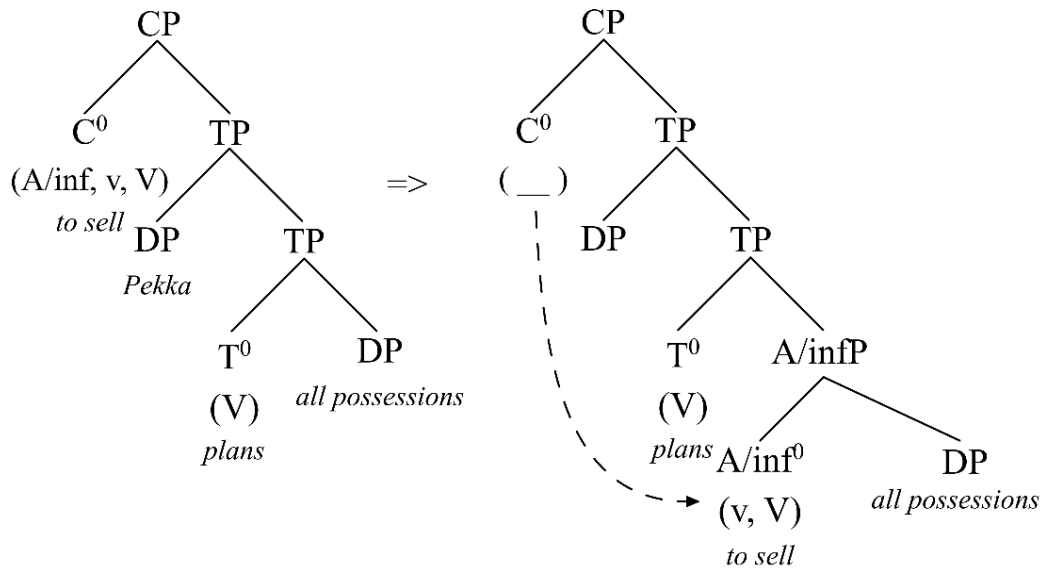 CP CP
C⁰ TP C⁰ TP
(A/inf, v, V) => ( __ )
to sell DP TP DP TP
Pekka
T⁰ DP T⁰ A/infP
(V) all possessions (V)
plans plans A/inf⁰ DP
(v, V) all possessions
to sell